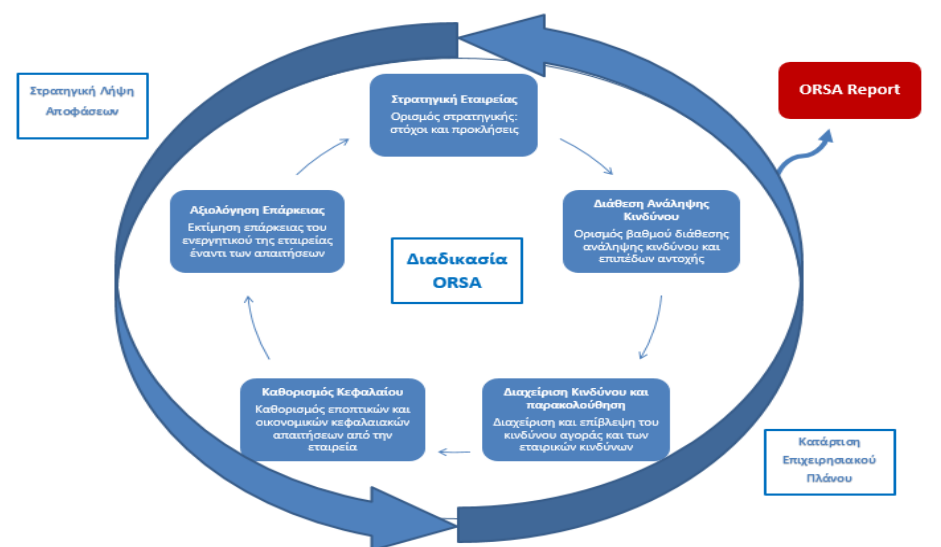 Στρατηγική Λήψη
Αποφάσεων
ORSA Report
Στρατηγική Εταιρείας
Ορισμός στρατηγικής:
στόχοι και προκλήσεις
Αξιολόγηση Επάρκειας
Εκτίμηση επάρκειας του
ενεργητικού της εταιρείας
έναντι των απαιτήσεων
Διάθεση Ανάληψης
Κινδύνου
Ορισμός βαθμού διάθεσης
ανάληψης κινδύνου και
επιπέδων αντοχής
Διαδικασία
ORSA
Καθορισμός Κεφαλαίου
Καθορισμός εποπτικών και
οικονομικών κεφαλαιακών
απαιτήσεων από την
εταιρεία
Διαχείριση Κινδύνου και
παρακολούθηση
Διαχείριση και επίβλεψη του
κινδύνου αγοράς και των
εταιρικών κινδύνων
Κατάρτιση
Επιχειρησιακού
Πλάνου